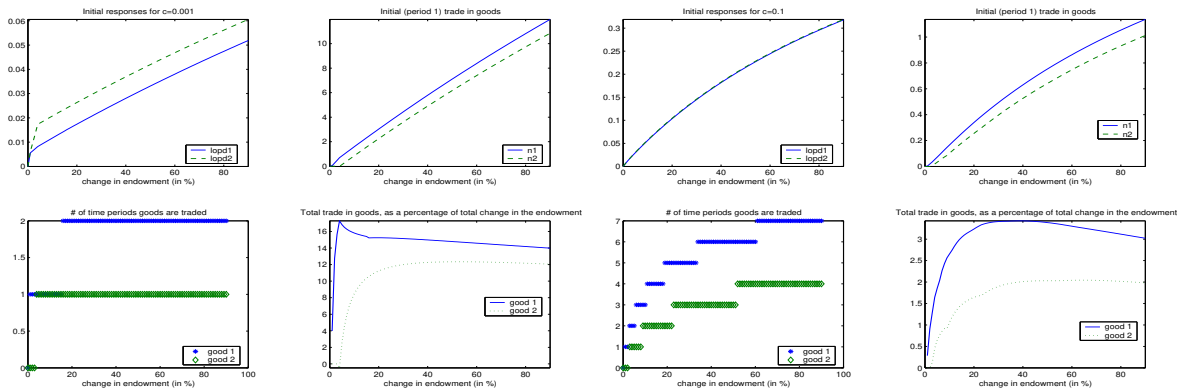 Initial responses for c=0.001
0.06
0.05
0.04
0.03
0.02
0.01
0
0 20 40 60 80
lopd1
lopd2
change in endowment (in %)
Initial (period 1) trade in goods
12
10
8
6
4
2
0
0 20 40 60 80
n1
n2
change in endowment (in %)
Initial responses for c=0.1
0.3
0.25
0.2
0.15
0.1
0.05
0
0 20 40 60 80
lopd1
lopd2
change in endowment (in %)
Initial (period 1) trade in goods
1
0.8
0.6
0.4
0.2
0
0 20 40 60 80
n1
n2
change in endowment (in %)
# of time periods goods are traded
2
1.5
1
0.5
0
0 20 40 60 80 100
good 1
good 2
change in endowment (in %)
Total trade in goods, as a percentage of total change in the endowment
16
14
12
10
8
6
4
2
0
0 20 40 60 80
good 1
good 2
change in endowment (in %)
# of time periods goods are traded
7
6
5
4
3
2
1
0
0 20 40 60 80 100
good 1
good 2
change in endowment (in %)
Total trade in goods, as a percentage of total change in the endowment
3
2.5
2
1.5
1
0.5
0
0 20 40 60 80
good 1
good 2
change in endowment (in %)